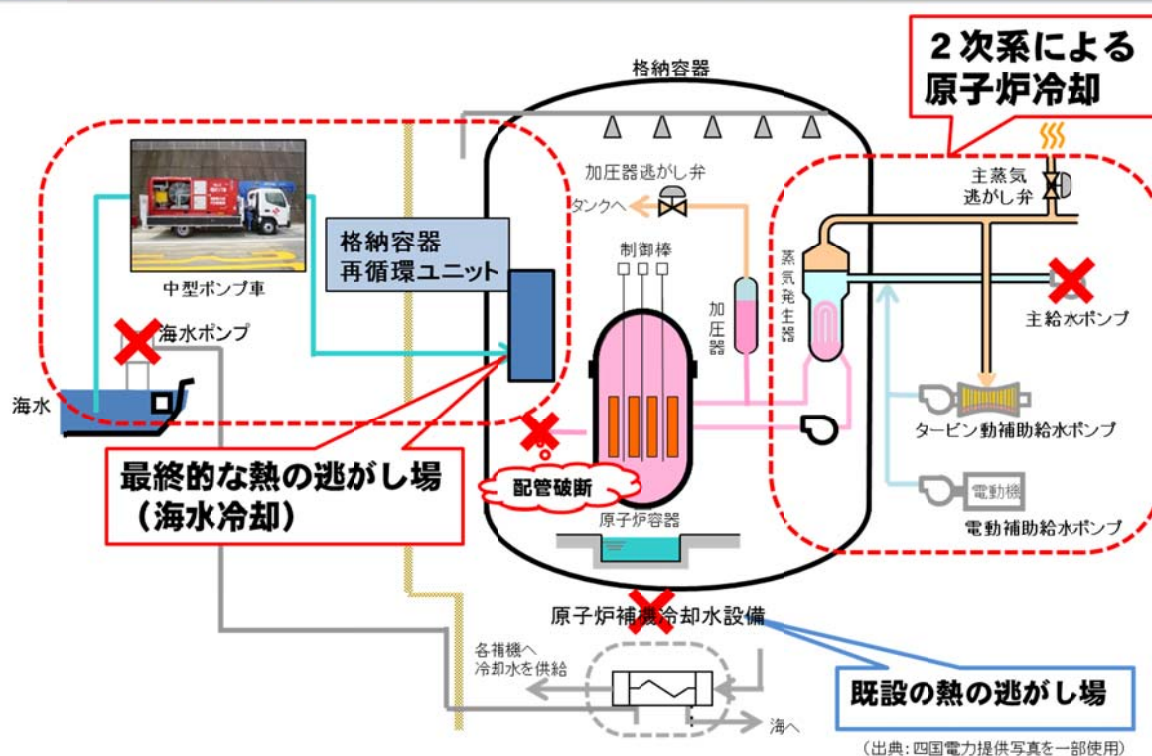 2次系による
原子炉冷却
格納容器
加圧器逃がし弁
タンクへ
主蒸気
逃がし弁
制御棒
格納容器
再循環ユニット
中型ポンプ車
蒸気発生器
加圧器
海水ポンプ
主給水ポンプ
海水
タービン動補助給水ポンプ
最終的な熱の逃がし場
(海水冷却)
配管破断
電動機
原子炉容器
電動補助給水ポンプ
原子炉補機冷却水設備
各補機へ
冷却水を供給
既設の熱の逃がし場
海へ
(出典:四国電力提供写真を一部使用)